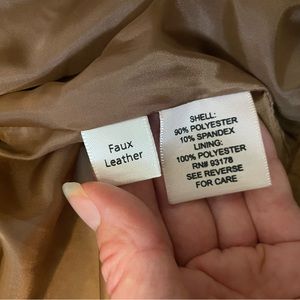 Faux
Leather
SHELL:
90% POLYESTER
10% SPANDEX
LINING:
100% POLYESTER
RN# 93178
SEE REVERSE
FOR CARE